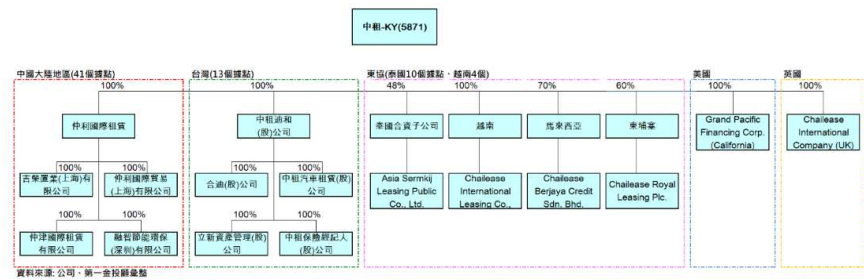 中租-KY(5871)
中國大陸地區(41個據點)
台灣(13個據點)
東協(泰國10個據點、越南4個)
美國
英國
100%
100%
48%
100%
70%
60%
100%
100%
仲利國際租賃
中租迪和
(股)公司
泰國合資子公司
越南
馬來西亞
柬埔寨
Grand Pacific
Financing Corp.
(California)
Chailease
International
Company (UK)
100%
100%
100%
100%
吉榮置業(上海)有
限公司
仲利國際貿易
(上海)有限公司
合迪(股)公司
中租汽車租賃(股)
公司
Asia Sermkij
Leasing Public
Co., Ltd.
Chailease
International
Leasing Co.,
Chailease
Berjaya Credit
Sdn. Bhd.
Chailease Royal
Leasing Plc.
100%
100%
100%
100%
仲津國際租賃
有限公司
融智節能環保
(深圳)有限公司
立新資產管理(股)
公司
中租保險經記人
(股)公司
資料來源: 公司、第一金投顧彙整